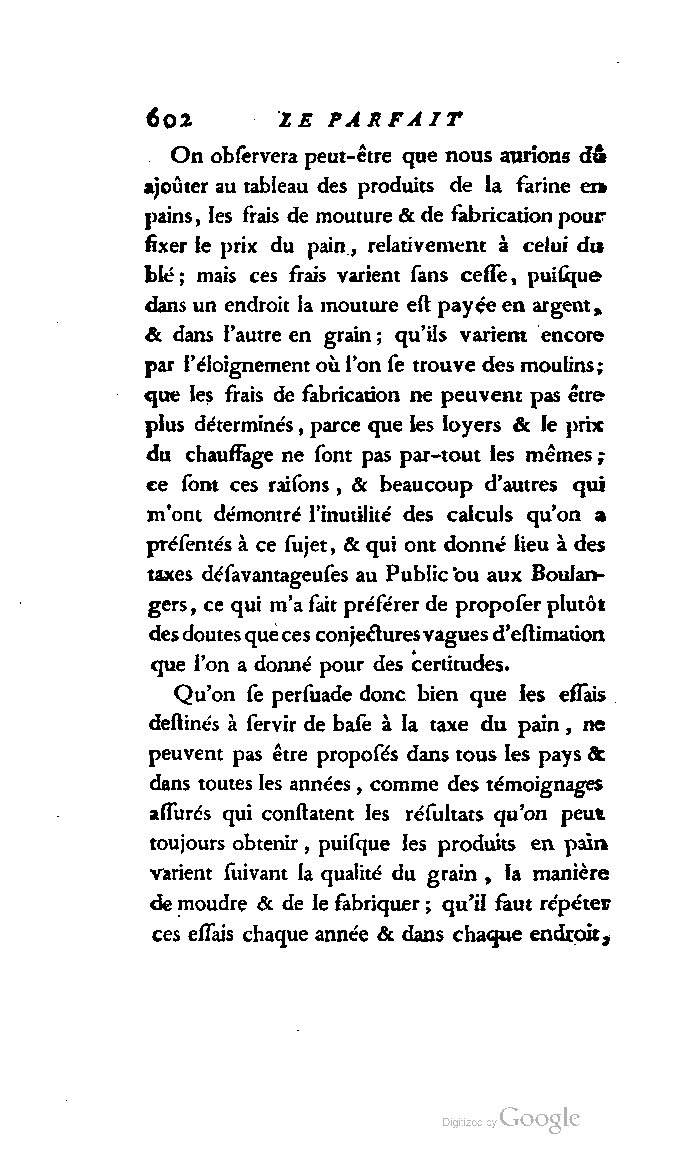 602 LE PARFAIT
On obſervera peut-être que nous aurions dû
ajoûter au tableau des produits de la farine en
pains, les frais de mouture & de fabrication pour
fixer le prix du pain, relativement à celui du
blé ; mais ces frais varient ſans ceſſe, puiſque
dans un endroit la mouture eſt payée en argent,
& dans l'autre en grain ; qu'ils varient encore
par l'éloignement où l'on ſe trouve des moulins ;
que les frais de fabrication ne peuvent pas être
plus déterminés, parce que les loyers & le prix
du chauffage ne ſont pas par-tout les mêmes ;
ce ſont ces raiſons, & beaucoup d'autres qui
m'ont démontré l'inutilité des calculs qu'on a
préſentés à ce ſujet, & qui ont donné lieu à des
taxes déſavantageuſes au Public ou aux Boulan-
gers, ce qui m'a fait préférer de propoſer plutôt
des doutes que ces conjectures vagues d'eſtimation
que l'on a donné pour des certitudes.
Qu'on ſe perſuade donc bien que les eſſais
deſtinés à ſervir de baſe à la taxe du pain, ne
peuvent pas être propoſés dans tous les pays &
dans toutes les années, comme des témoignages
aſſurés qui conſtatent les réſultats qu'on peut
toujours obtenir, puiſque les produits en pain
varient ſuivant la qualité du grain, la manière
de moudre & de le fabriquer ; qu'il faut répéter
ces eſſais chaque année & dans chaque endroit,
Digitized by Google